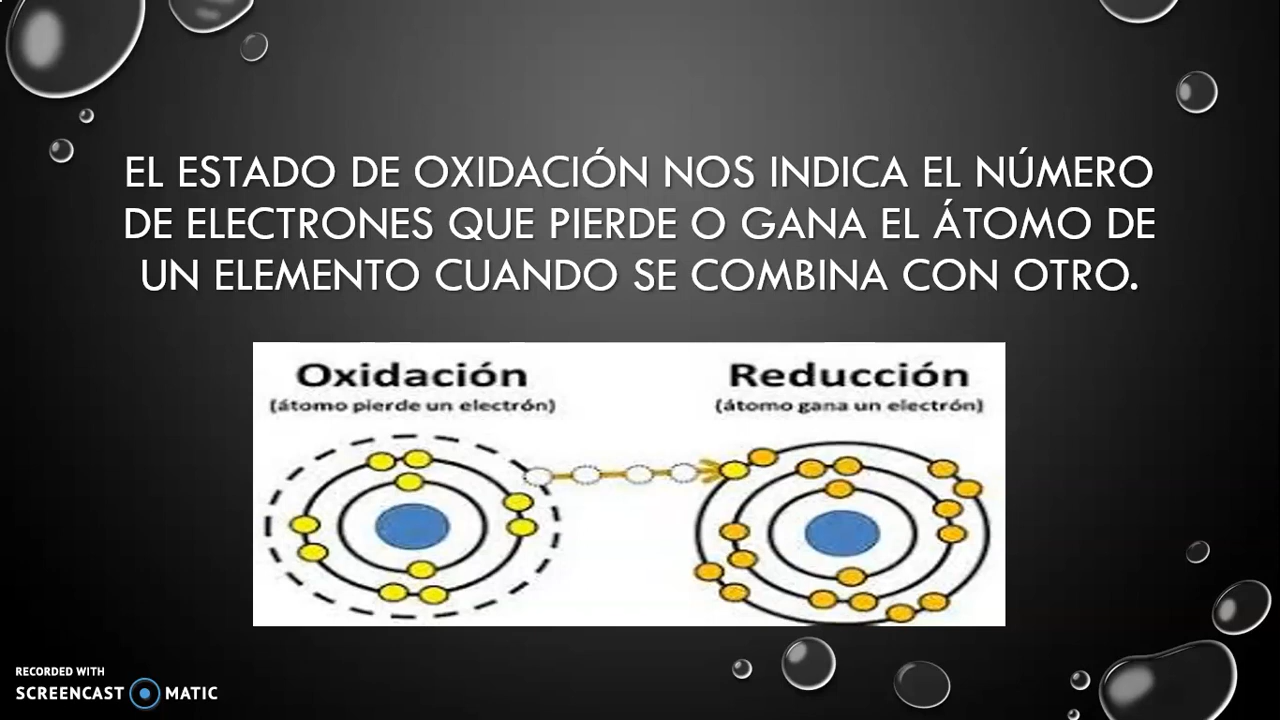 EL ESTADO DE OXIDACIÓN NOS INDICA EL NÚMERO
DE ELECTRONES QUE PIERDE O GANA EL ÁTOMO DE
UN ELEMENTO CUANDO SE COMBINA CON OTRO.
Oxidación
(átomo pierde un electrón)
Reducción
(átomo gana un electrón)
RECORDED WITH
SCREENCAST MATIC